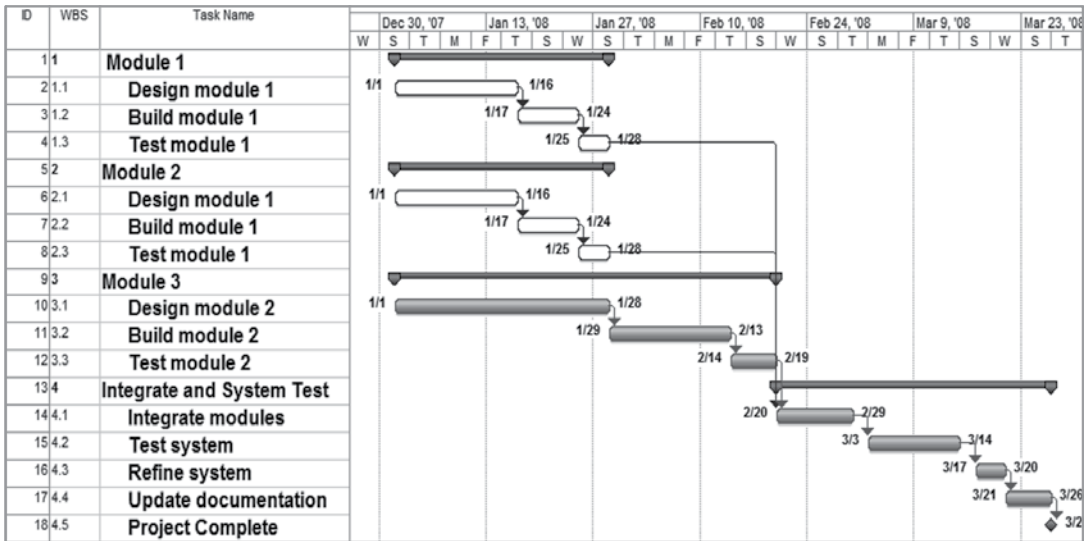 ID WBS Task Name
Dec 30, '07 Jan 13, '08 Jan 27, '08 Feb 10, '08 Feb 24, '08 Mar 9, '08 Mar 23, '08
W S T M F T S W S T M F T S W S T M F T S W S T
1 1 Module 1
2 1.1 Design module 1 1/1 1/16
3 1.2 Build module 1 1/17 1/24
4 1.3 Test module 1 1/25 1/28
5 2 Module 2
6 2.1 Design module 1 1/1 1/16
7 2.2 Build module 1 1/17 1/24
8 2.3 Test module 1 1/25 1/28
9 3 Module 3
10 3.1 Design module 2 1/1 1/28
11 3.2 Build module 2 1/29 2/13
12 3.3 Test module 2 2/14 2/19
13 4 Integrate and System Test
14 4.1 Integrate modules 2/20 2/29
15 4.2 Test system 3/3 3/14
16 4.3 Refine system 3/17 3/20
17 4.4 Update documentation 3/21 3/26
18 4.5 Project Complete 3/2